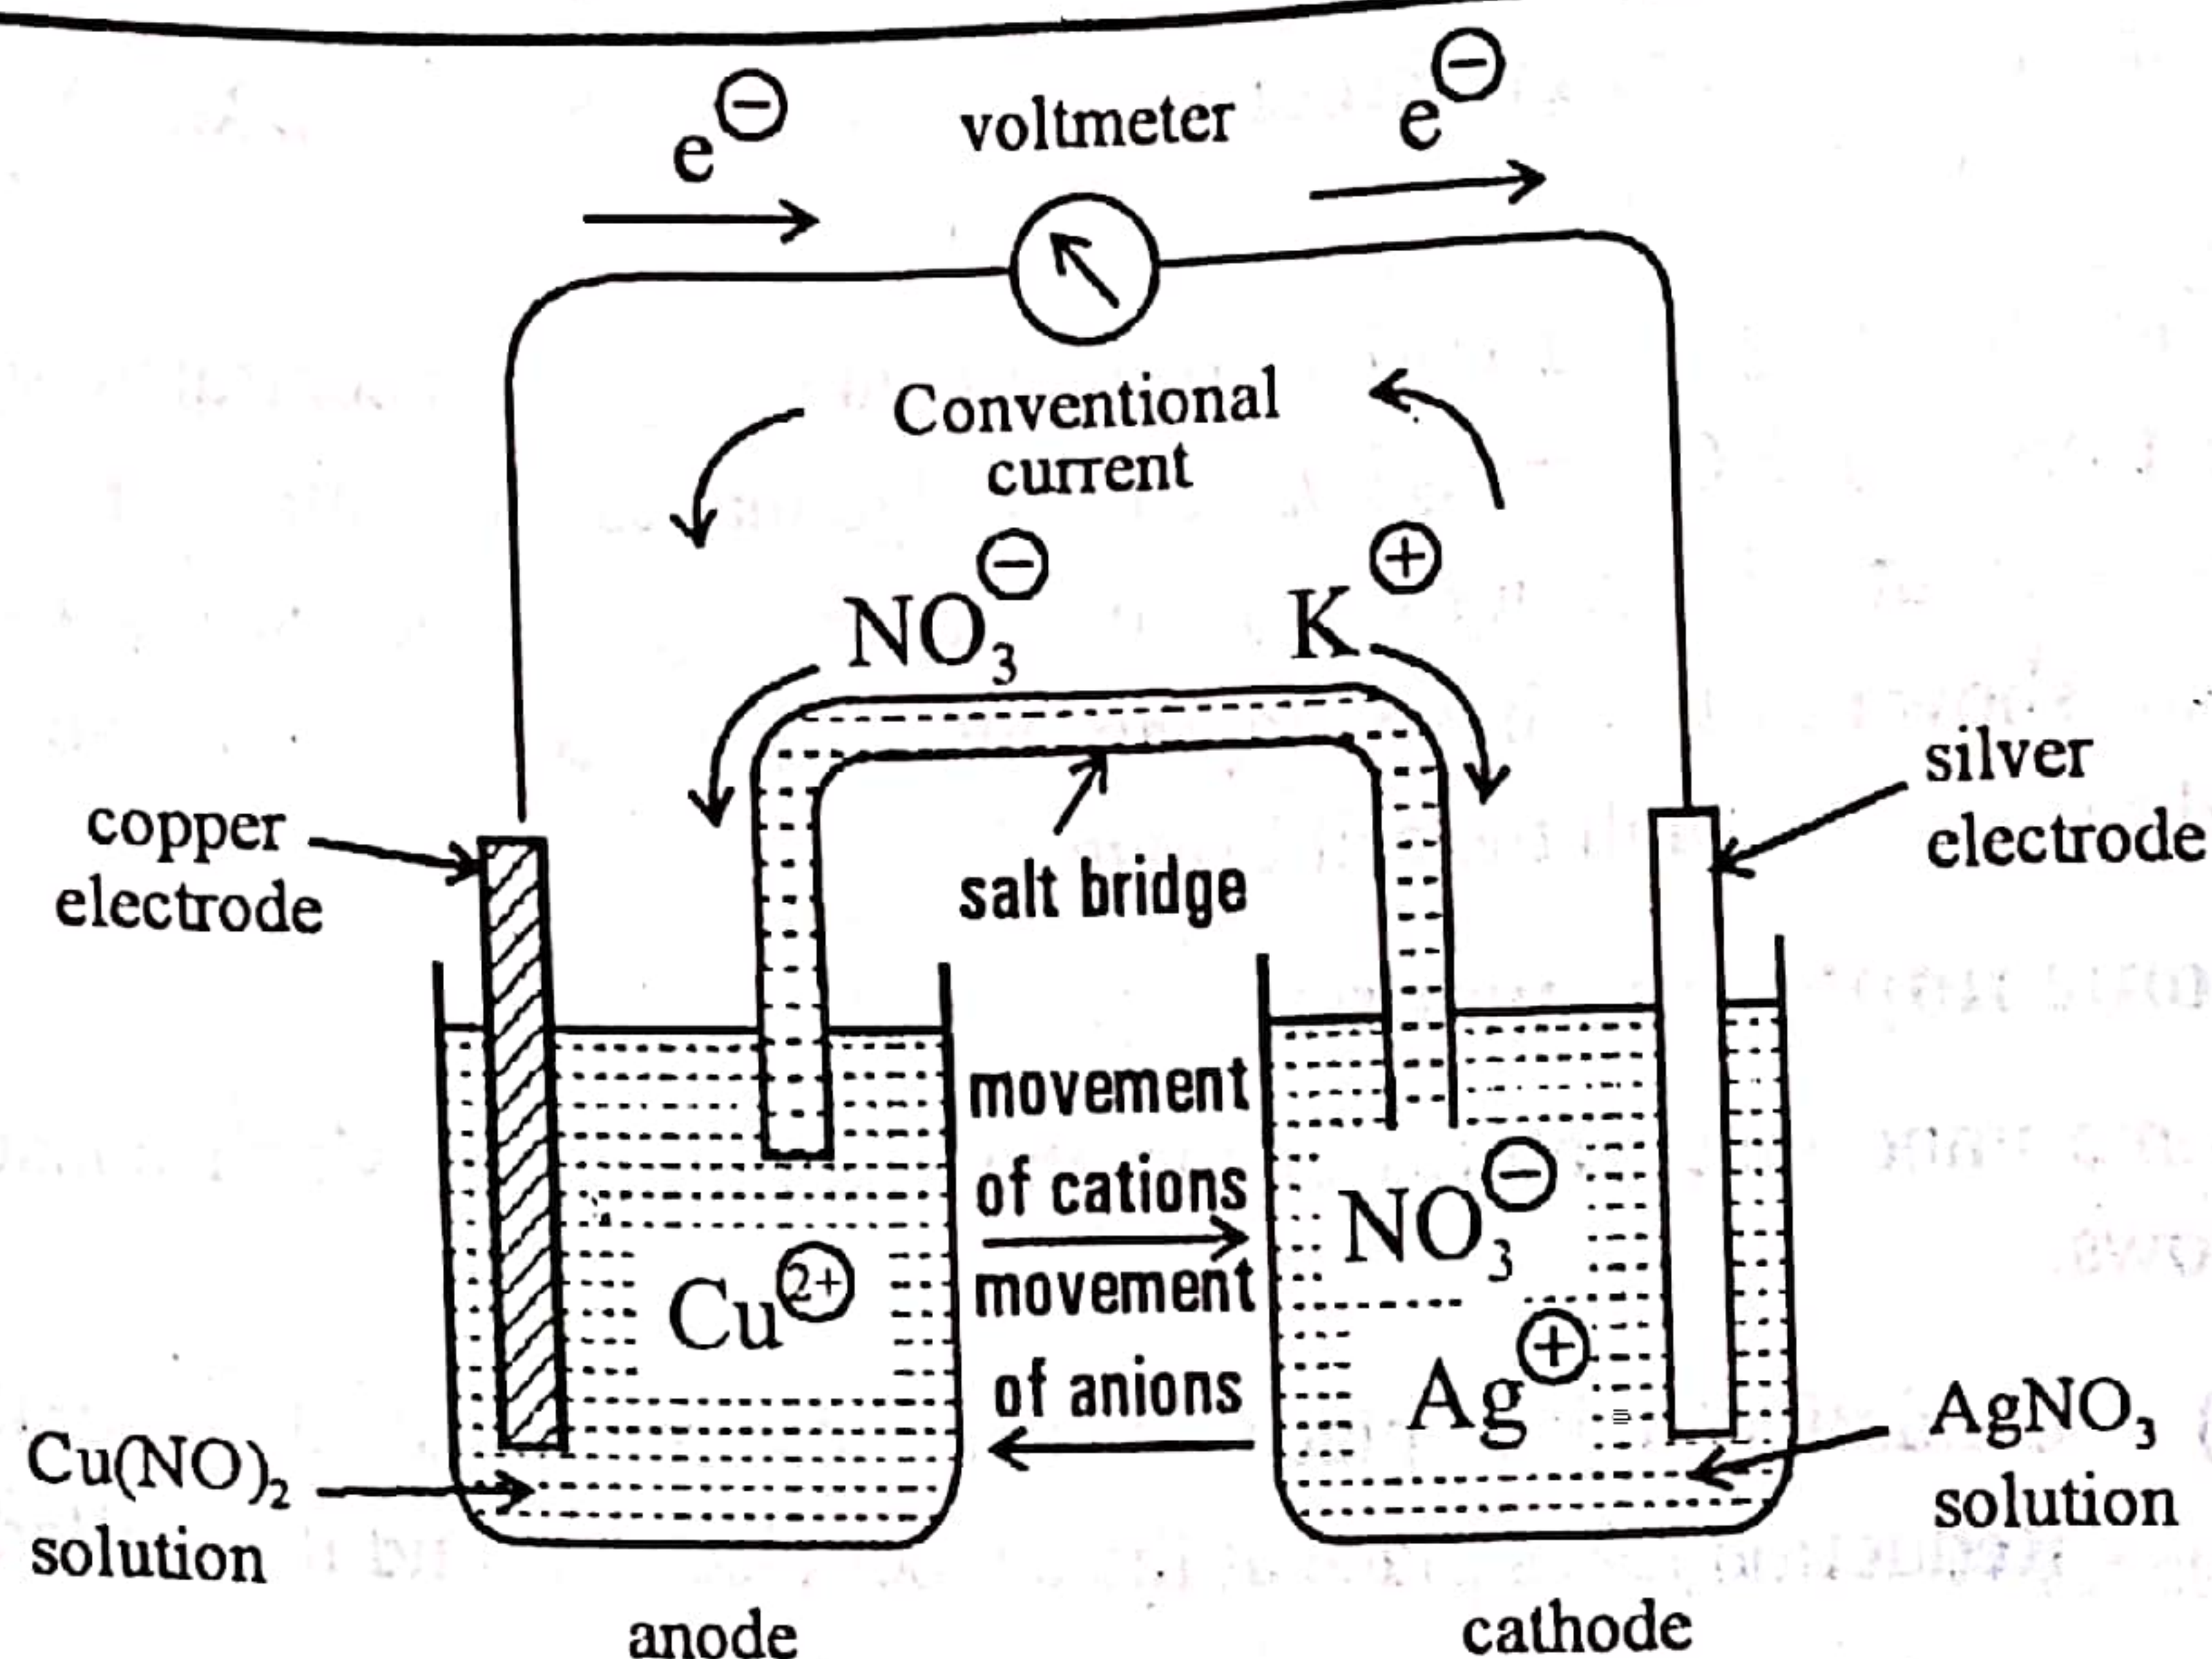 e⊖
voltmeter
e⊖
Conventional
current
NO₃⊖
K⊕
copper
electrode
salt bridge
silver
electrode
movement
of cations
movement
of anions
Cu2+
NO₃⊖
Ag⊕
Cu(NO)₂
solution
AgNO₃
solution
anode
cathode